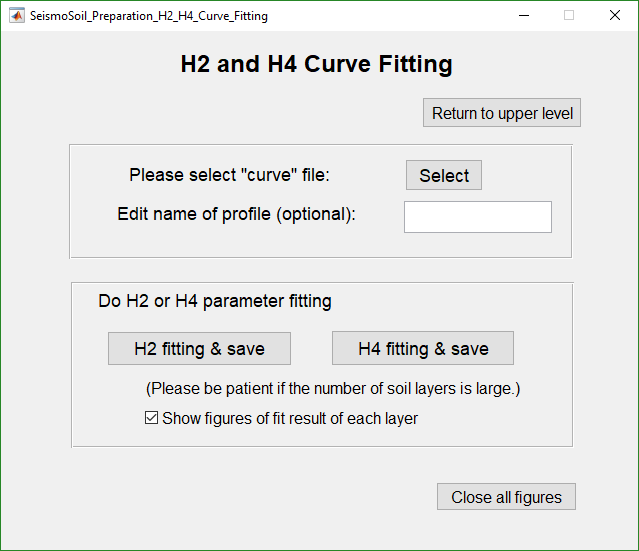 SeismoSoil_Preparation_H2_H4_Curve_Fitting
H2 and H4 Curve Fitting
Return to upper level
Please select "curve" file:
Select
Edit name of profile (optional):
Do H2 or H4 parameter fitting
H2 fitting & save
H4 fitting & save
(Please be patient if the number of soil layers is large.)
Show figures of fit result of each layer
Close all figures